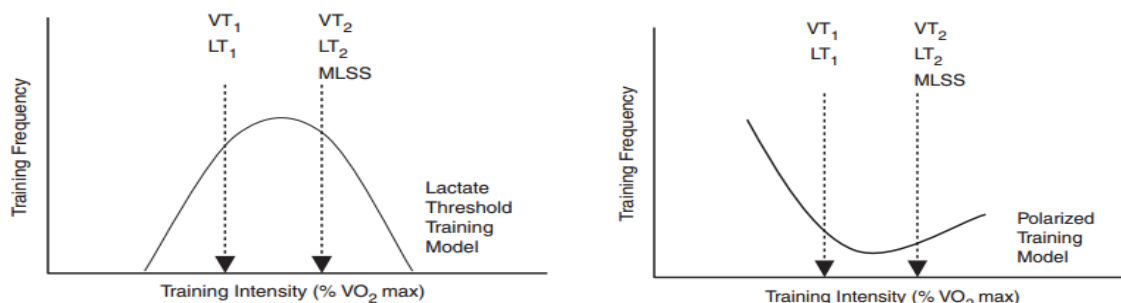 VT₁
LT₁
VT₂
LT₂
MLSS
Training Frequency
Lactate
Threshold
Training
Model
Training Intensity (% VO₂ max)
VT₁
LT₁
VT₂
LT₂
MLSS
Training Frequency
Polarized
Training
Model
Training Intensity (% VO₂ max)